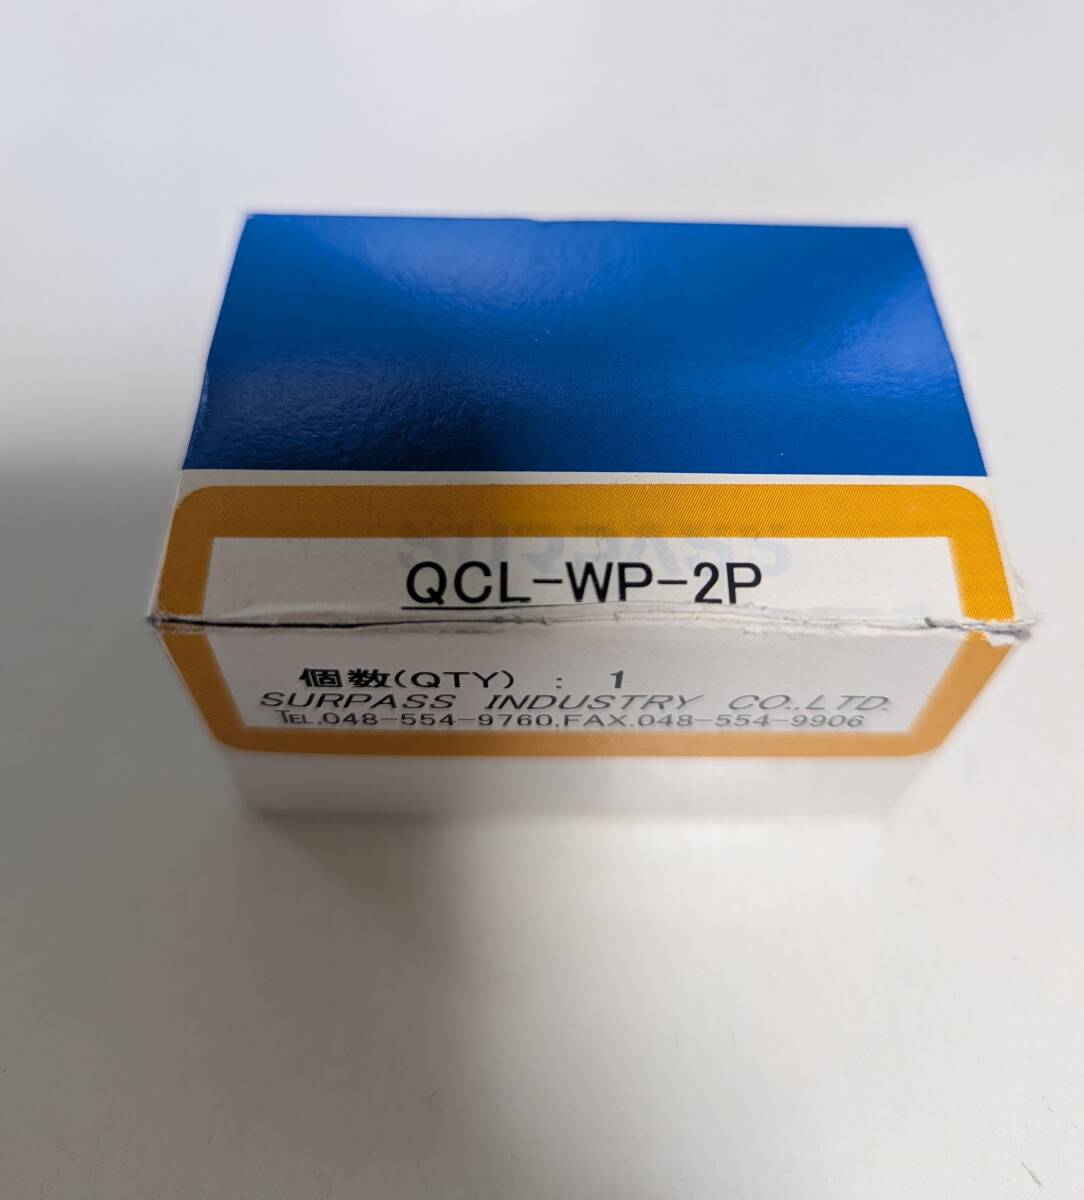 SURPASS
QCL-WP-2P
個数(QTY) : 1
SURPASS INDUSTRY CO.,LTD.
TEL.048-554-9760,FAX.048-554-9906